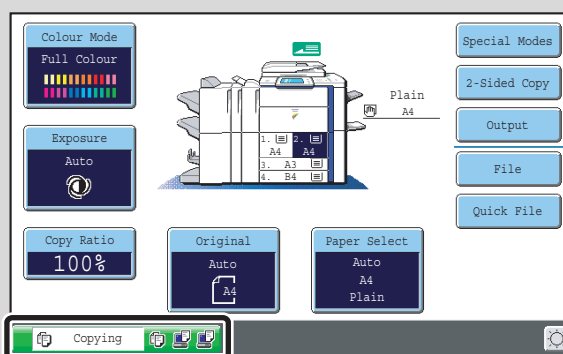 Colour Mode
Full Colour
Exposure
Auto
Copy Ratio
100%
Original
Auto
A4
Paper Select
Auto
A4
Plain
Plain
A4
1. 2.
A4 A4
3. A3
4. B4
Special Modes
2-Sided Copy
Output
File
Quick File
Copying